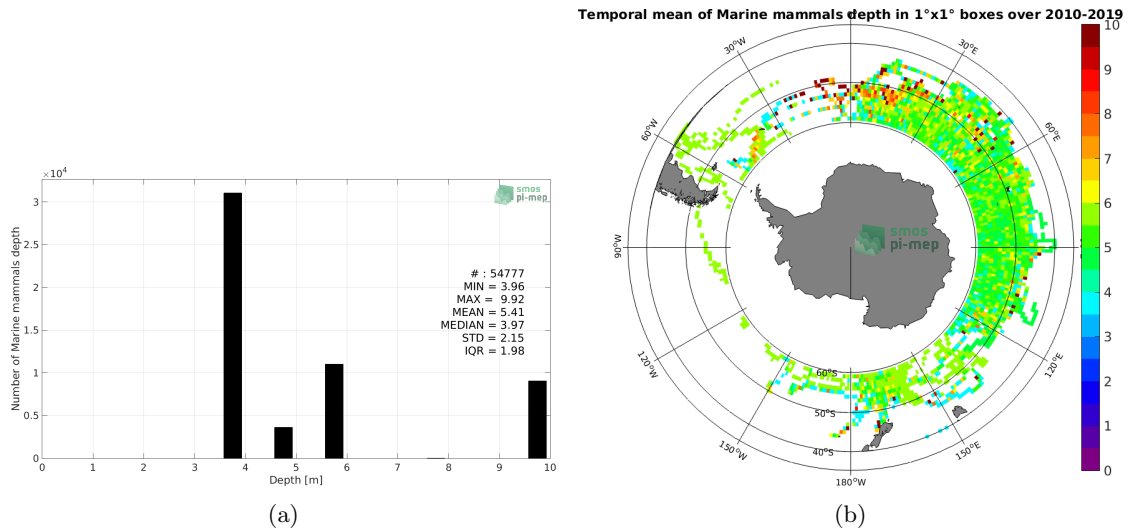 Temporal mean of Marine mammals depth in 1°x1° boxes over 2010-2019
×10⁴
3
2.5
2
1.5
1
0.5
0
Number of Marine mammals depth
smos
pi-mep
# : 54777
MIN = 3.96
MAX = 9.92
MEAN = 5.41
MEDIAN = 3.97
STD = 2.15
IQR = 1.98
0 1 2 3 4 5 6 7 8 9 10
Depth [m]
(a)
0°
30°E
60°E
120°E
150°E
180°W
150°W
120°W
90°W
60°W
30°W
60°S
50°S
40°S
smos
pi-mep
10
9
8
7
6
5
4
3
2
1
0
(b)